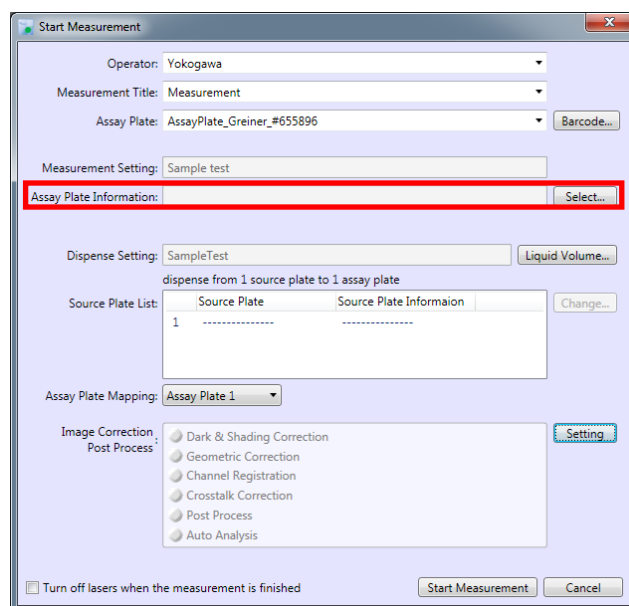 Start Measurement
Operator: Yokogawa
Measurement Title: Measurement
Assay Plate: AssayPlate_Greiner_#655896 Barcode...
Measurement Setting: Sample test
Assay Plate Information: Select...
Dispense Setting: SampleTest Liquid Volume...
dispense from 1 source plate to 1 assay plate
Source Plate List: Source Plate Source Plate Informaion Change...
1 --------------- ---------------
Assay Plate Mapping: Assay Plate 1
Image Correction Post Process : Setting
Dark & Shading Correction
Geometric Correction
Channel Registration
Crosstalk Correction
Post Process
Auto Analysis
Turn off lasers when the measurement is finished Start Measurement Cancel